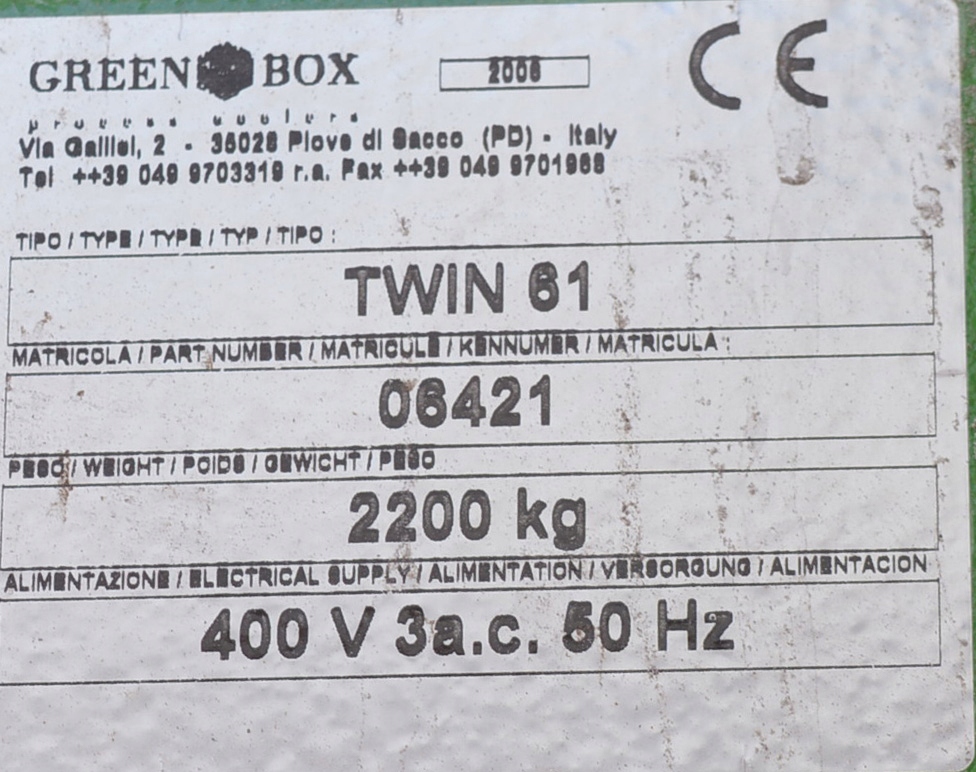 GREEN BOX
2006
CE
process coolers
Via Galilei, 2 - 35028 Piove di Sacco (PD) - Italy
Tel ++39 049 9703319 r.a. Fax ++39 049 9701968
TIPO / TYPE / TYPE / TYP / TIPO :
TWIN 61
MATRICOLA / PART NUMBER / MATRICULE / KENNUMER / MATRICULA :
06421
PESO / WEIGHT / POIDS / GEWICHT / PESO
2200 kg
ALIMENTAZIONE / ELECTRICAL SUPPLY / ALIMENTATION / VERSORGUNG / ALIMENTACION
400 V 3a.c. 50 Hz